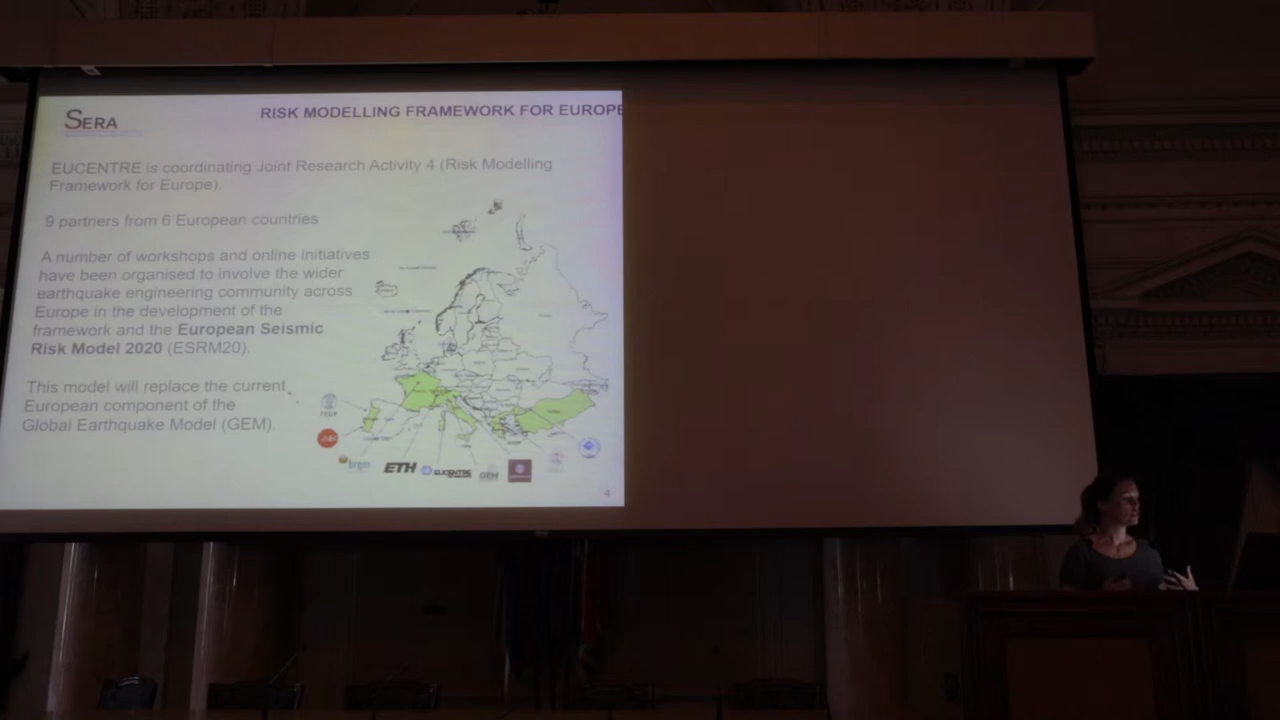 SERA
RISK MODELLING FRAMEWORK FOR EUROPE
EUCENTRE is coordinating Joint Research Activity 4 (Risk Modelling
Framework for Europe).
9 partners from 6 European countries
A number of workshops and online initiatives
have been organised to involve the wider
earthquake engineering community across
Europe in the development of the
framework and the European Seismic
Risk Model 2020 (ESRM20).
This model will replace the current
European component of the
Global Earthquake Model (GEM).
brgm
ETH
EUCENTRE
GEM
4